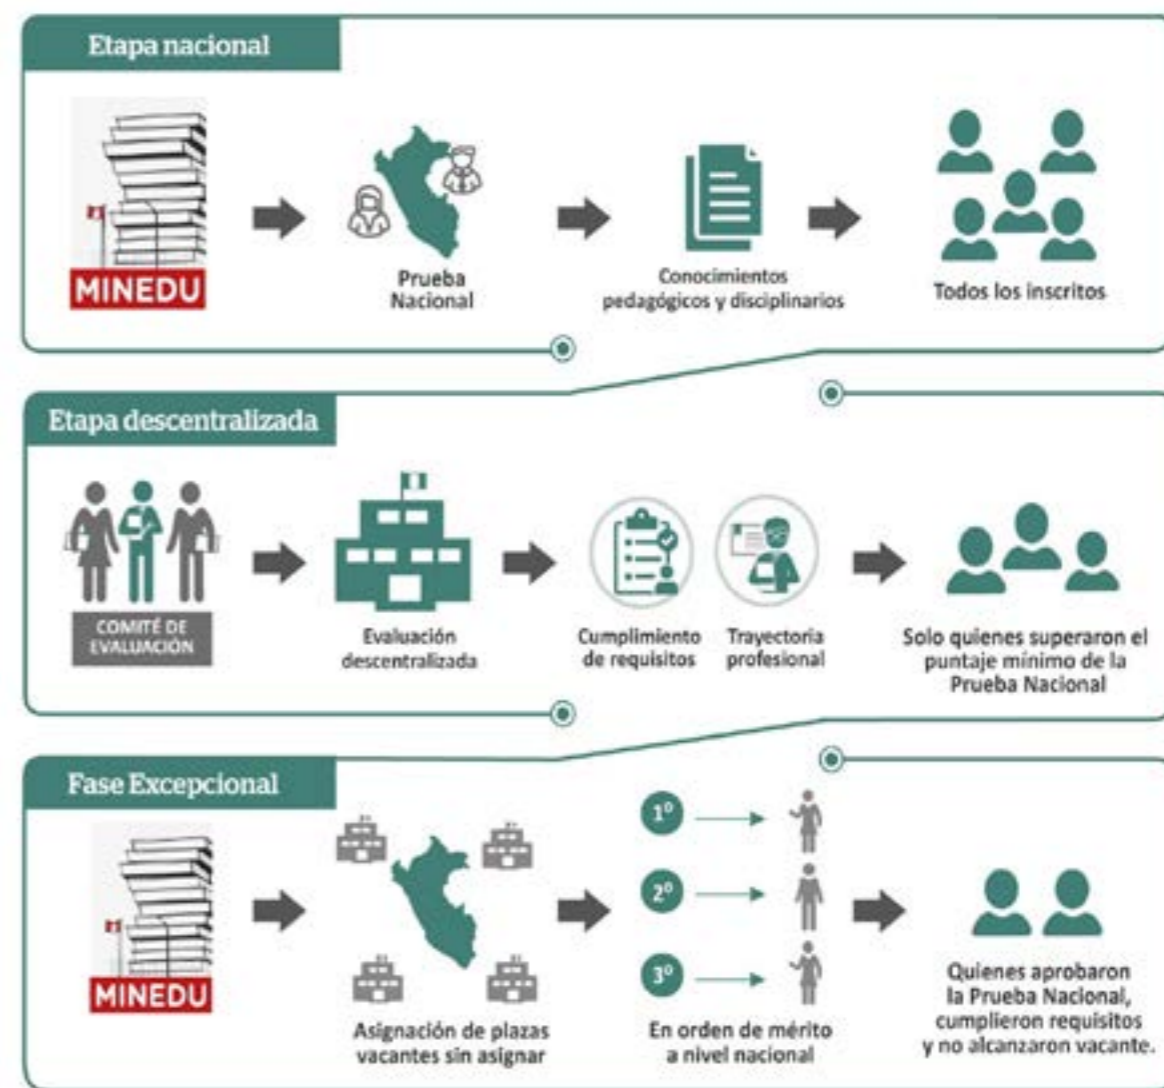 Etapa nacional
MINEDU
Prueba
Nacional
Conocimientos
pedagógicos y disciplinarios
Todos los inscritos
Etapa descentralizada
COMITÉ DE
EVALUACIÓN
Evaluación
descentralizada
Cumplimiento
de requisitos
Trayectoria
profesional
Solo quienes superaron el
puntaje mínimo de la
Prueba Nacional
Fase Excepcional
MINEDU
Asignación de plazas
vacantes sin asignar
1º
2º
3º
En orden de mérito
a nivel nacional
Quienes aprobaron
la Prueba Nacional,
cumplieron requisitos
y no alcanzaron vacante.